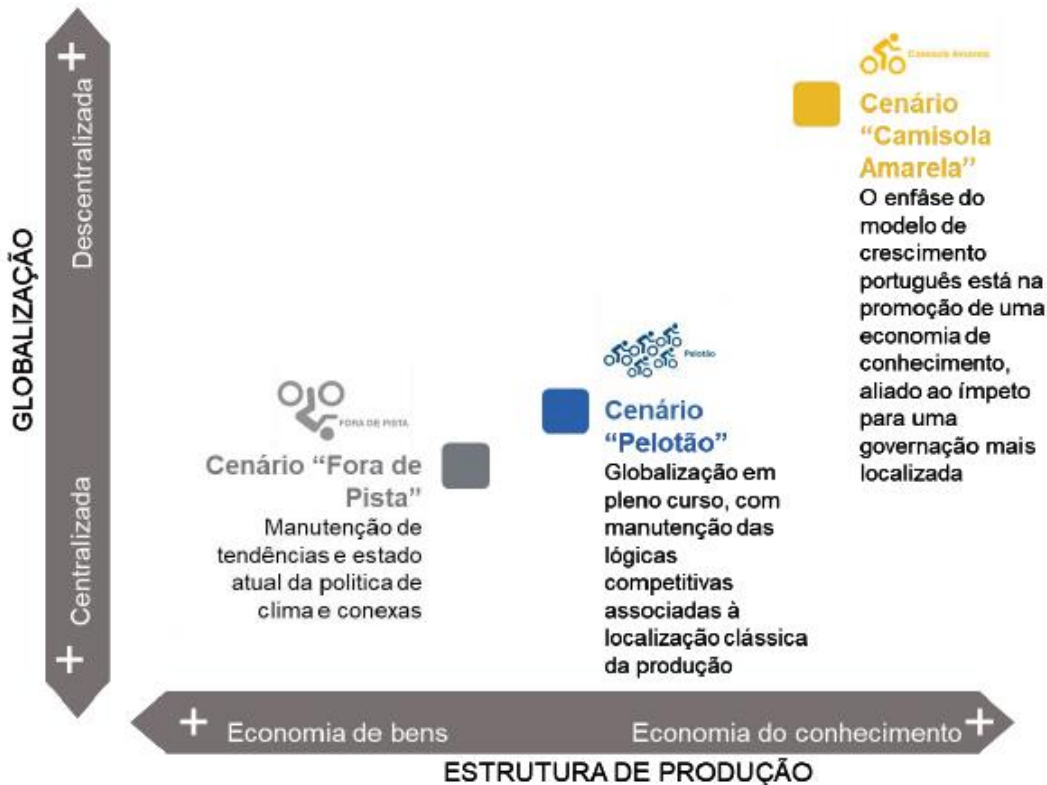 GLOBALIZAÇÃO
+
Descentralizada
Centralizada
+
Camisola Amarela
Cenário
“Camisola
Amarela”
O enfâse do
modelo de
crescimento
português está na
promoção de uma
economia de
conhecimento,
aliado ao ímpeto
para uma
governação mais
localizada
Pelotão
Cenário
“Pelotão”
Globalização em
pleno curso, com
manutenção das
lógicas
competitivas
associadas à
localização clássica
da produção
FORA DE PISTA
Cenário “Fora de
Pista”
Manutenção de
tendências e estado
atual da politica de
clima e conexas
+ Economia de bens
Economia do conhecimento +
ESTRUTURA DE PRODUÇÃO